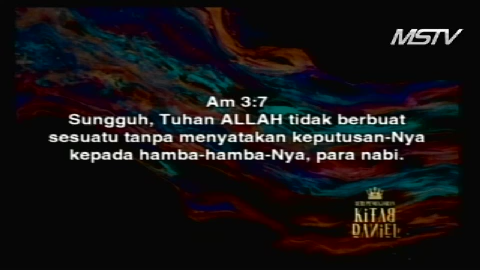 MSTV
Am 3:7
Sungguh, Tuhan ALLAH tidak berbuat
sesuatu tanpa menyatakan keputusan-Nya
kepada hamba-hamba-Nya, para nabi.
KITAB
DANIEL